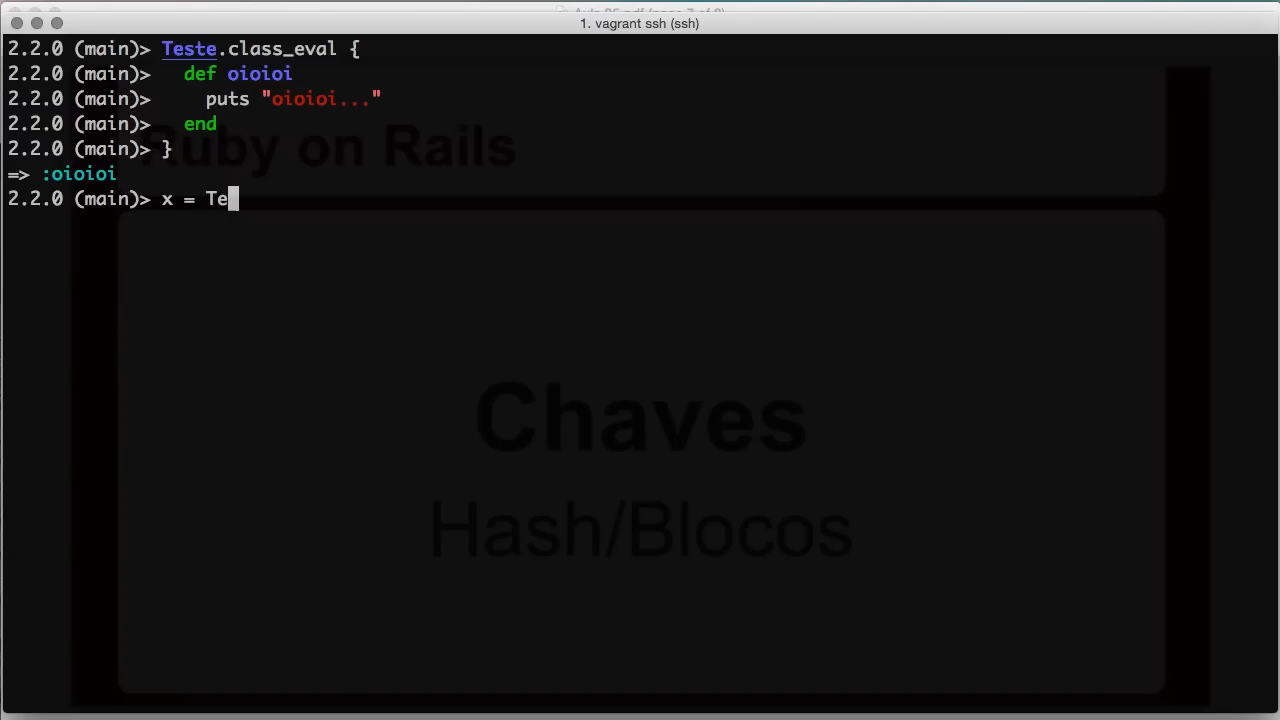 1. vagrant ssh (ssh)
2.2.0 (main)> Teste.class_eval {
2.2.0 (main)>   def oioioi
2.2.0 (main)>     puts "oioioi..."
2.2.0 (main)>   end
2.2.0 (main)> }
=> :oioioi
2.2.0 (main)> x = Te
Ruby on Rails
Chaves
Hash/Blocos